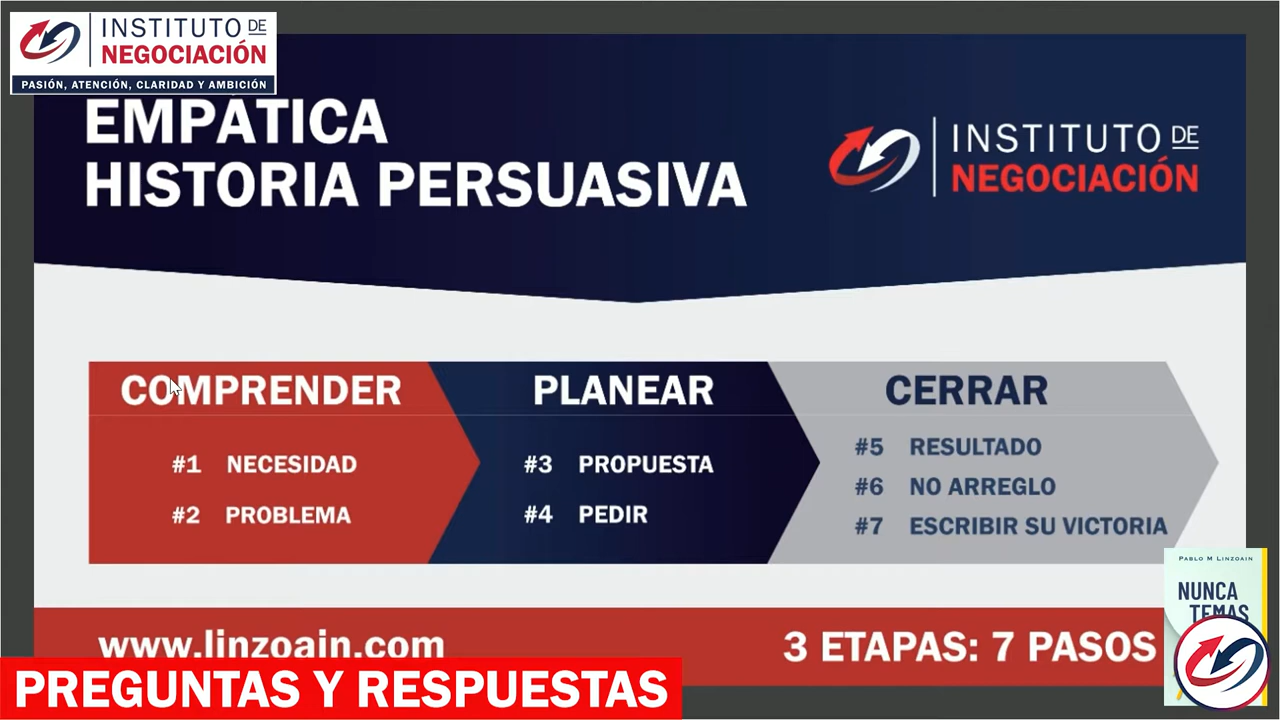 INSTITUTO DE
NEGOCIACIÓN
PASIÓN, ATENCIÓN, CLARIDAD Y AMBICIÓN
EMPÁTICA
HISTORIA PERSUASIVA
INSTITUTO DE
NEGOCIACIÓN
COMPRENDER
#1 NECESIDAD
#2 PROBLEMA
PLANEAR
#3 PROPUESTA
#4 PEDIR
CERRAR
#5 RESULTADO
#6 NO ARREGLO
#7 ESCRIBIR SU VICTORIA
www.linzoain.com
3 ETAPAS: 7 PASOS
PREGUNTAS Y RESPUESTAS
PABLO M LINZOAIN
NUNCA
TEMAS